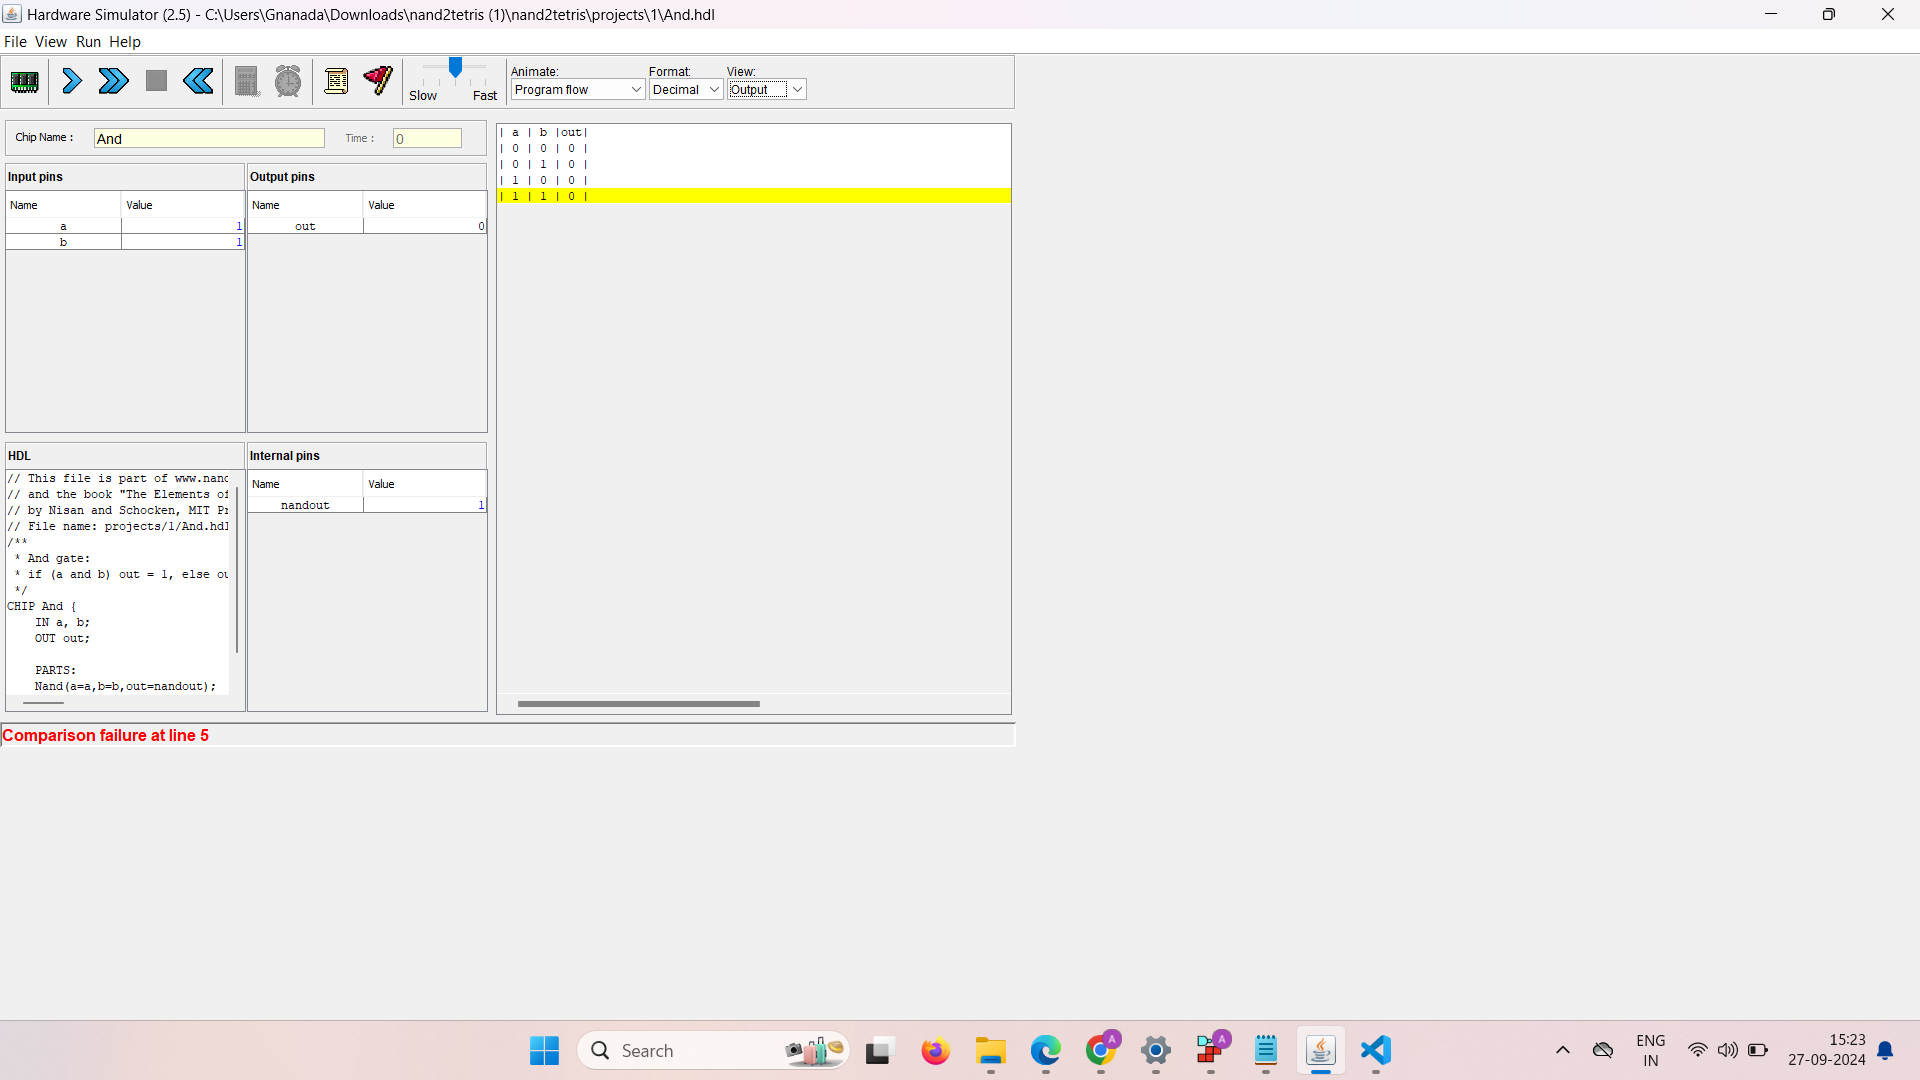 Hardware Simulator (2.5) - C:\Users\Gnanada\Downloads\nand2tetris (1)\nand2tetris\projects\1\And.hdl
File View Run Help
Slow Fast
Animate: Format: View:
Program flow Decimal Output
Chip Name : And Time : 0
Input pins
Name Value
a 1
b 1
Output pins
Name Value
out 0
| a | b |out|
| 0 | 0 | 0 |
| 0 | 1 | 0 |
| 1 | 0 | 0 |
| 1 | 1 | 0 |
HDL
// This file is part of www.nand
// and the book "The Elements of
// by Nisan and Schocken, MIT Pr
// File name: projects/1/And.hdl
/**
* And gate:
* if (a and b) out = 1, else ou
*/
CHIP And {
IN a, b;
OUT out;
PARTS:
Nand(a=a,b=b,out=nandout);
Internal pins
Name Value
nandout 1
Comparison failure at line 5
Search
A
A
ENG
IN
15:23
27-09-2024